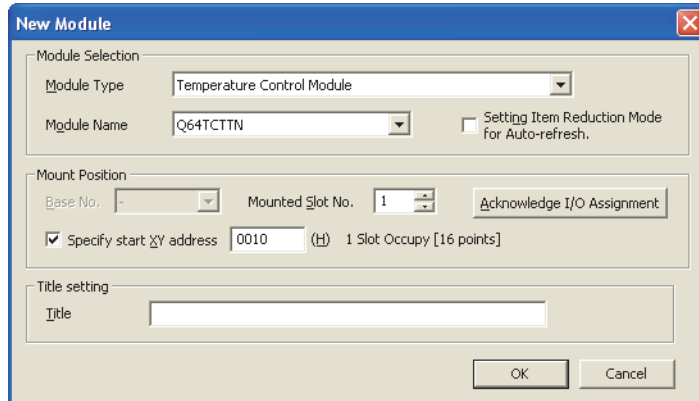 New Module
Module Selection
Module Type Temperature Control Module
Module Name Q64TCTTN Setting Item Reduction Mode
for Auto-refresh.
Mount Position
Base No. - Mounted Slot No. 1 Acknowledge I/O Assignment
Specify start XY address 0010 (H) 1 Slot Occupy [16 points]
Title setting
Title
OK Cancel